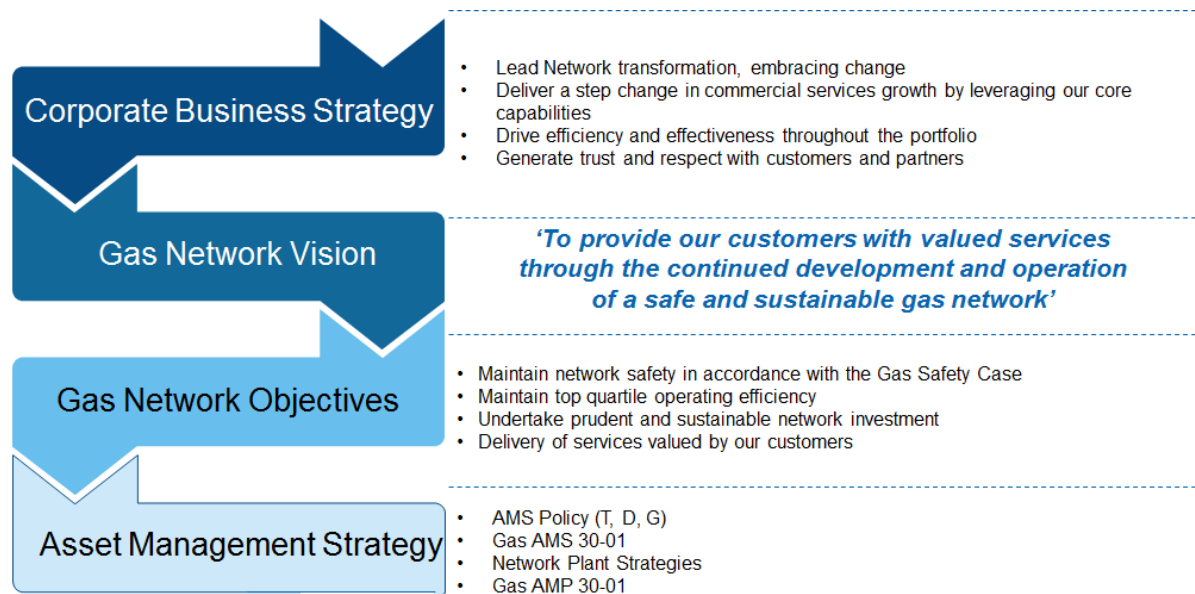 Corporate Business Strategy
• Lead Network transformation, embracing change
• Deliver a step change in commercial services growth by leveraging our core
capabilities
• Drive efficiency and effectiveness throughout the portfolio
• Generate trust and respect with customers and partners
Gas Network Vision
‘To provide our customers with valued services
through the continued development and operation
of a safe and sustainable gas network’
Gas Network Objectives
• Maintain network safety in accordance with the Gas Safety Case
• Maintain top quartile operating efficiency
• Undertake prudent and sustainable network investment
• Delivery of services valued by our customers
Asset Management Strategy
• AMS Policy (T, D, G)
• Gas AMS 30-01
• Network Plant Strategies
• Gas AMP 30-01